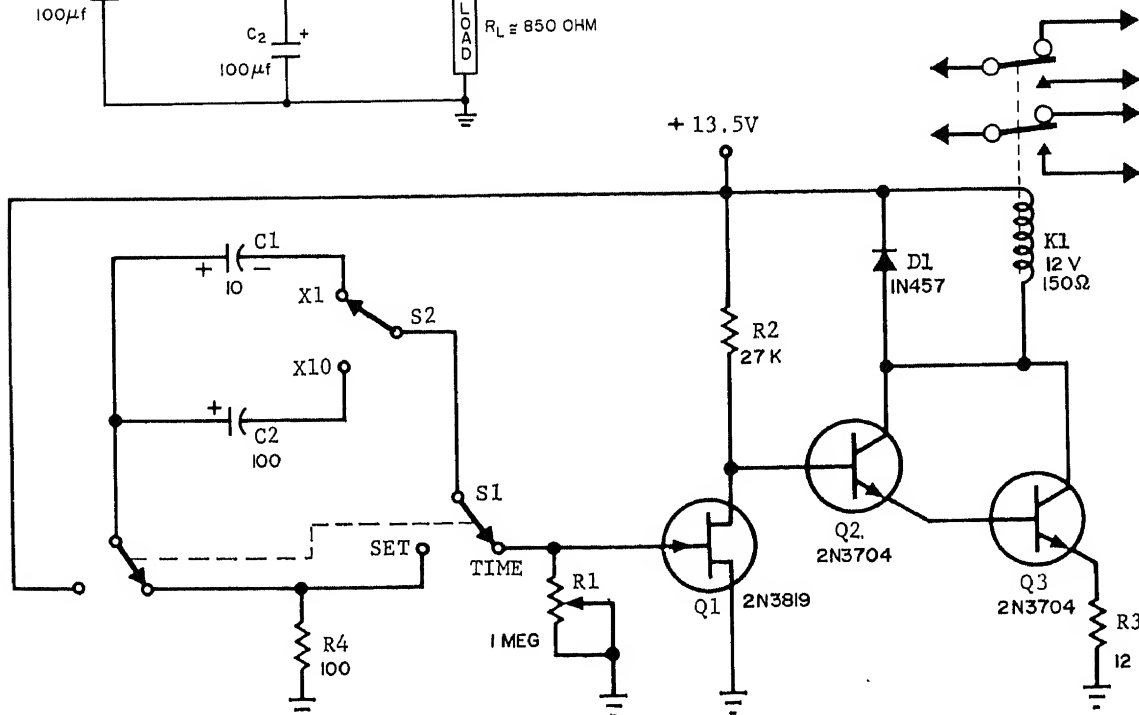 100µf
C2 +
100µf
LOAD
RL ≅ 850 OHM
+ 13.5V
C1
+ −
10
X1
S2
X10
+
C2
100
S1
SET
TIME
R4
100
R1
1 MEG
R2
27 K
Q1
2N3819
D1
1N457
K1
12 V
150Ω
Q2.
2N3704
Q3
2N3704
R3
12